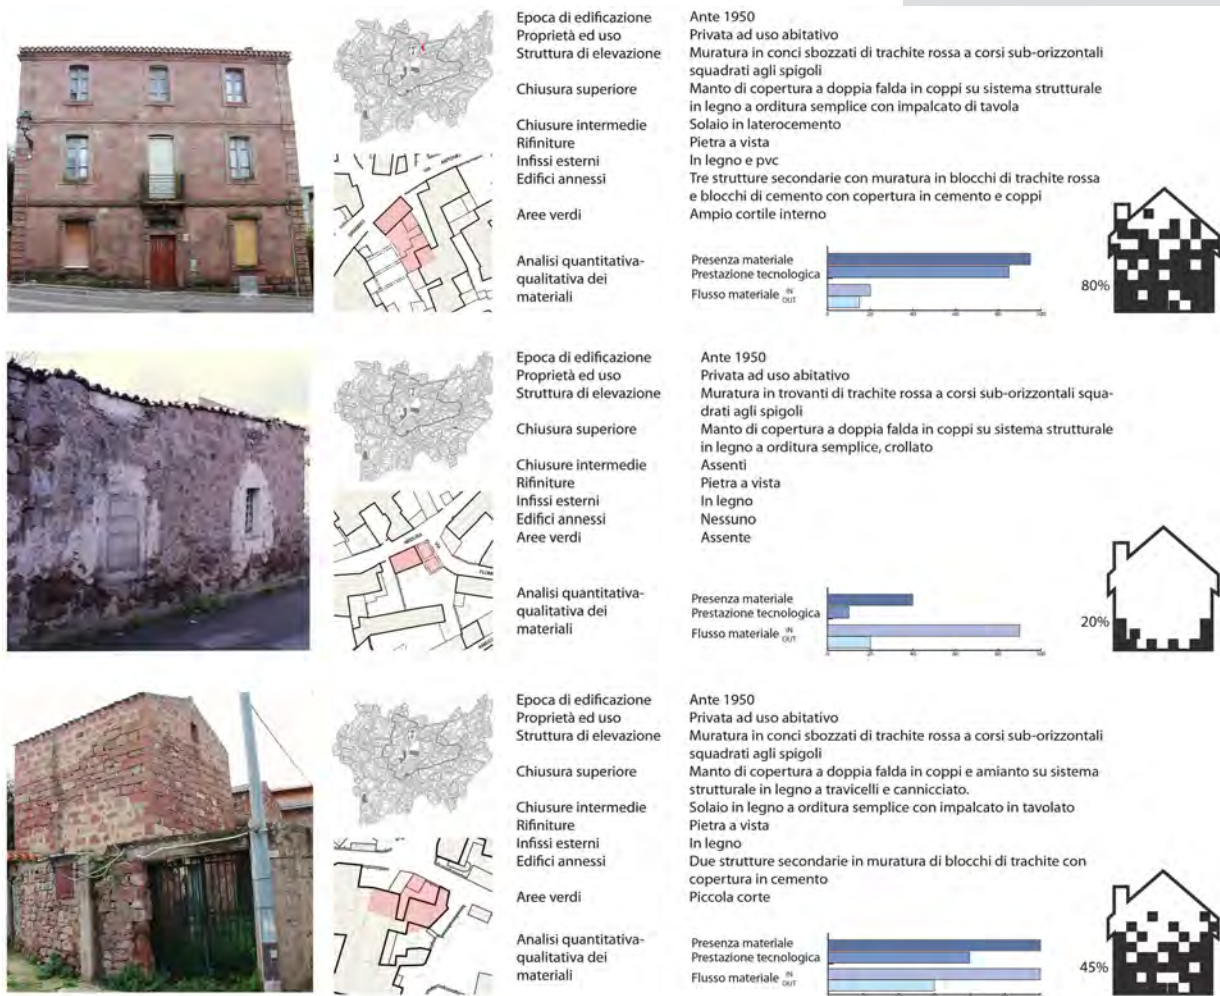 Epoca di edificazione Ante 1950
Proprietà ed uso Privata ad uso abitativo
Struttura di elevazione Muratura in conci sbozzati di trachite rossa a corsi sub-orizzontali
squadrati agli spigoli
Chiusura superiore Manto di copertura a doppia falda in coppi su sistema strutturale
in legno a orditura semplice con impalcato di tavola
Chiusure intermedie Solaio in laterocemento
Rifiniture Pietra a vista
Infissi esterni In legno e pvc
Edifici annessi Tre strutture secondarie con muratura in blocchi di trachite rossa
e blocchi di cemento con copertura in cemento e coppi
Aree verdi Ampio cortile interno
Analisi quantitativa-
qualitativa dei
materiali
Presenza materiale
Prestazione tecnologica
Flusso materiale IN
OUT
0 20 40 60 80 100
80%
Epoca di edificazione Ante 1950
Proprietà ed uso Privata ad uso abitativo
Struttura di elevazione Muratura in trovanti di trachite rossa a corsi sub-orizzontali squa-
drati agli spigoli
Chiusura superiore Manto di copertura a doppia falda in coppi su sistema strutturale
in legno a orditura semplice, crollato
Chiusure intermedie Assenti
Rifiniture Pietra a vista
Infissi esterni In legno
Edifici annessi Nessuno
Aree verdi Assente
Analisi quantitativa-
qualitativa dei
materiali
Presenza materiale
Prestazione tecnologica
Flusso materiale IN
OUT
0 20 40 60 80 100
20%
Epoca di edificazione Ante 1950
Proprietà ed uso Privata ad uso abitativo
Struttura di elevazione Muratura in conci sbozzati di trachite rossa a corsi sub-orizzontali
squadrati agli spigoli
Chiusura superiore Manto di copertura a doppia falda in coppi e amianto su sistema
strutturale in legno a travicelli e cannicciato.
Chiusure intermedie Solaio in legno a orditura semplice con impalcato in tavolato
Rifiniture Pietra a vista
Infissi esterni In legno
Edifici annessi Due strutture secondarie in muratura di blocchi di trachite con
copertura in cemento
Aree verdi Piccola corte
Analisi quantitativa-
qualitativa dei
materiali
Presenza materiale
Prestazione tecnologica
Flusso materiale IN
OUT
45%